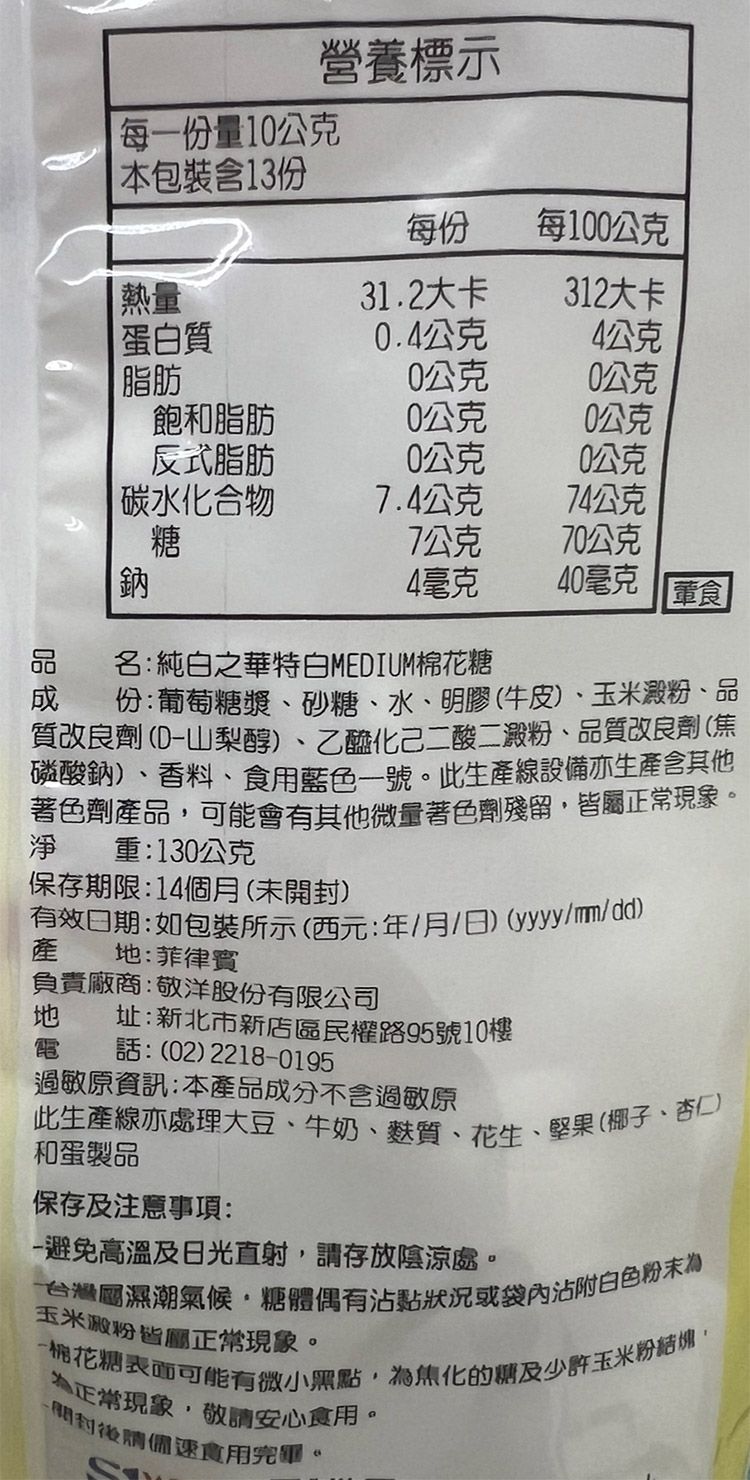 營養標示
每一份量10公克
本包裝含13份
每份 每100公克
熱量 31.2大卡 312大卡
蛋白質 0.4公克 4公克
脂肪 0公克 0公克
飽和脂肪 0公克 0公克
反式脂肪 0公克 0公克
碳水化合物 7.4公克 74公克
糖 7公克 70公克
鈉 4毫克 40毫克
葷食
品 名:純白之華特白MEDIUM棉花糖
成 份:葡萄糖漿、砂糖、水、明膠(牛皮)、玉米澱粉、品
質改良劑(D-山梨醇)、乙醯化己二酸二澱粉、品質改良劑(焦
磷酸鈉)、香料、食用藍色一號。此生產線設備亦生產含其他
著色劑產品,可能會有其他微量著色劑殘留,皆屬正常現象。
淨 重:130公克
保存期限:14個月(未開封)
有效日期:如包裝所示(西元:年/月/日)(yyyy/mm/dd)
產 地:菲律賓
負責廠商:敬洋股份有限公司
地 址:新北市新店區民權路95號10樓
電 話:(02)2218-0195
過敏原資訊:本產品成分不含過敏原
此生產線亦處理大豆、牛奶、麩質、花生、堅果(椰子、杏仁)
和蛋製品
保存及注意事項:
-避免高溫及日光直射,請存放陰涼處。
-台灣屬濕潮氣候,糖體偶有沾黏狀況或袋內沾附白色粉末為
玉米澱粉皆屬正常現象。
-棉花糖表面可能有微小黑點,為焦化的糖及少許玉米粉結塊,
為正常現象,敬請安心食用。
-開封後請儘速食用完畢。